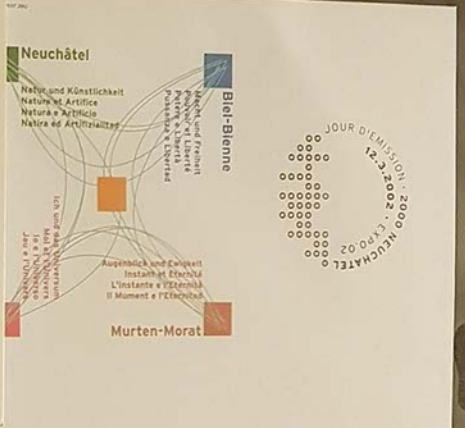 Neuchâtel
Natur und Künstlichkeit
Nature et Artifice
Natura e Artificio
Natira ed Artifizialitad
Biel-Bienne
Macht und Freiheit
Pouvoir et Liberté
Potere e Libertà
Pussanza e Libertad
Ich und das Universum
Moi et l'Univers
Io e l'Universo
Jau e l'Univers
Augenblick und Ewigkeit
Instant et Eternité
L'instante e l'Eternità
Il Mument e l'Eternitad
Murten-Morat
JOUR D'EMISSION · 2000 NEUCHATEL · EXPO.02
12.3.2002